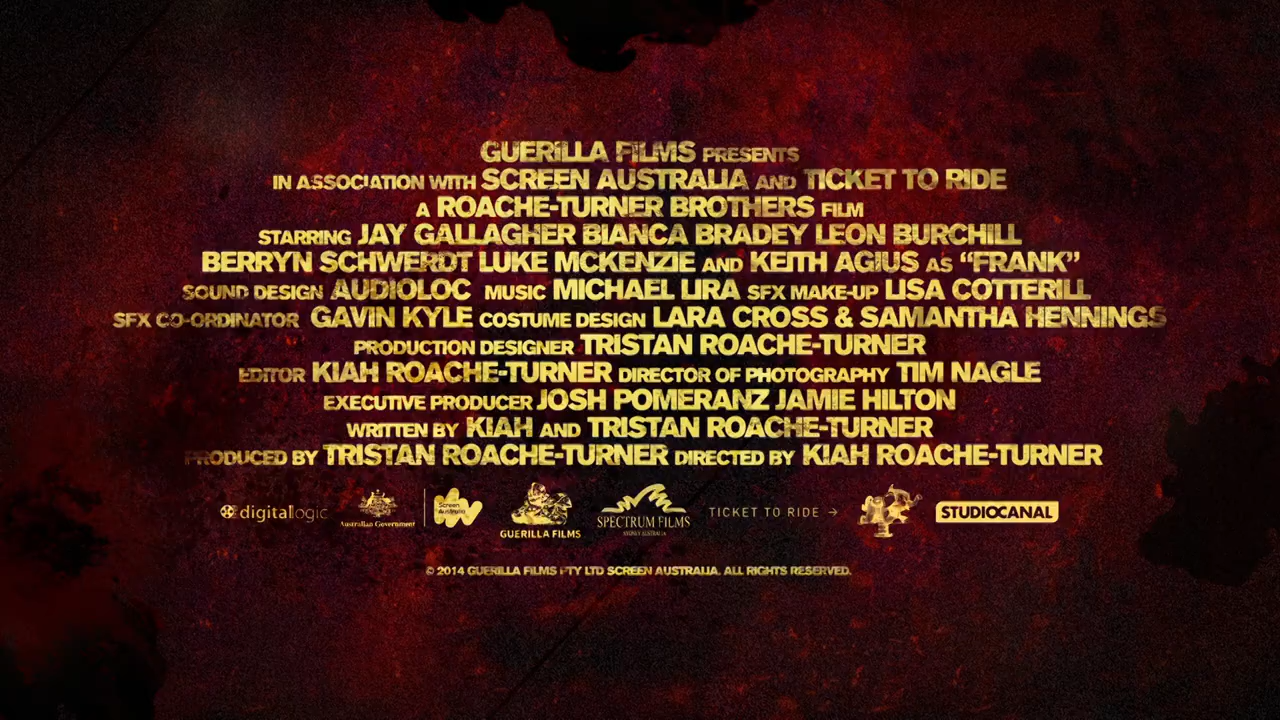 GUERILLA FILMS PRESENTS
IN ASSOCIATION WITH SCREEN AUSTRALIA AND TICKET TO RIDE
A ROACHE-TURNER BROTHERS FILM
STARRING JAY GALLAGHER BIANCA BRADEY LEON BURCHILL
BERRYN SCHWERDT LUKE MCKENZIE AND KEITH AGIUS AS “FRANK”
SOUND DESIGN AUDIOLOC MUSIC MICHAEL LIRA SFX MAKE-UP LISA COTTERILL
SFX CO-ORDINATOR GAVIN KYLE COSTUME DESIGN LARA CROSS & SAMANTHA HENNINGS
PRODUCTION DESIGNER TRISTAN ROACHE-TURNER
EDITOR KIAH ROACHE-TURNER DIRECTOR OF PHOTOGRAPHY TIM NAGLE
EXECUTIVE PRODUCER JOSH POMERANZ JAMIE HILTON
WRITTEN BY KIAH AND TRISTAN ROACHE-TURNER
PRODUCED BY TRISTAN ROACHE-TURNER DIRECTED BY KIAH ROACHE-TURNER
digitallogic Australian Government Screen Australia GUERILLA FILMS SPECTRUM FILMS SYDNEY AUSTRALIA TICKET TO RIDE → STUDIOCANAL
© 2014 GUERILLA FILMS PTY LTD SCREEN AUSTRALIA. ALL RIGHTS RESERVED.